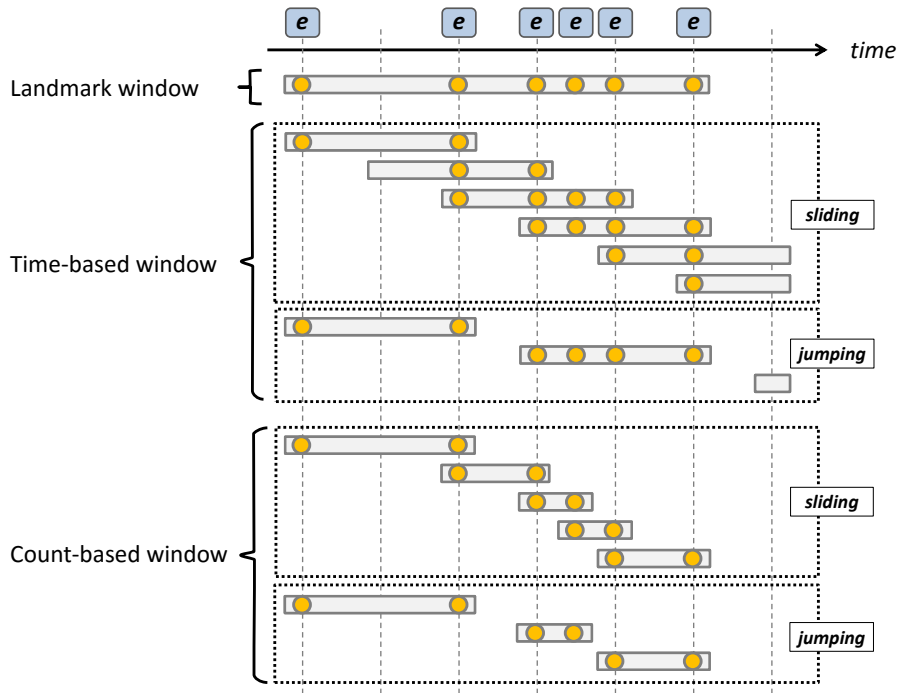 e e e e e e
time
Landmark window
sliding
Time-based window
jumping
sliding
Count-based window
jumping